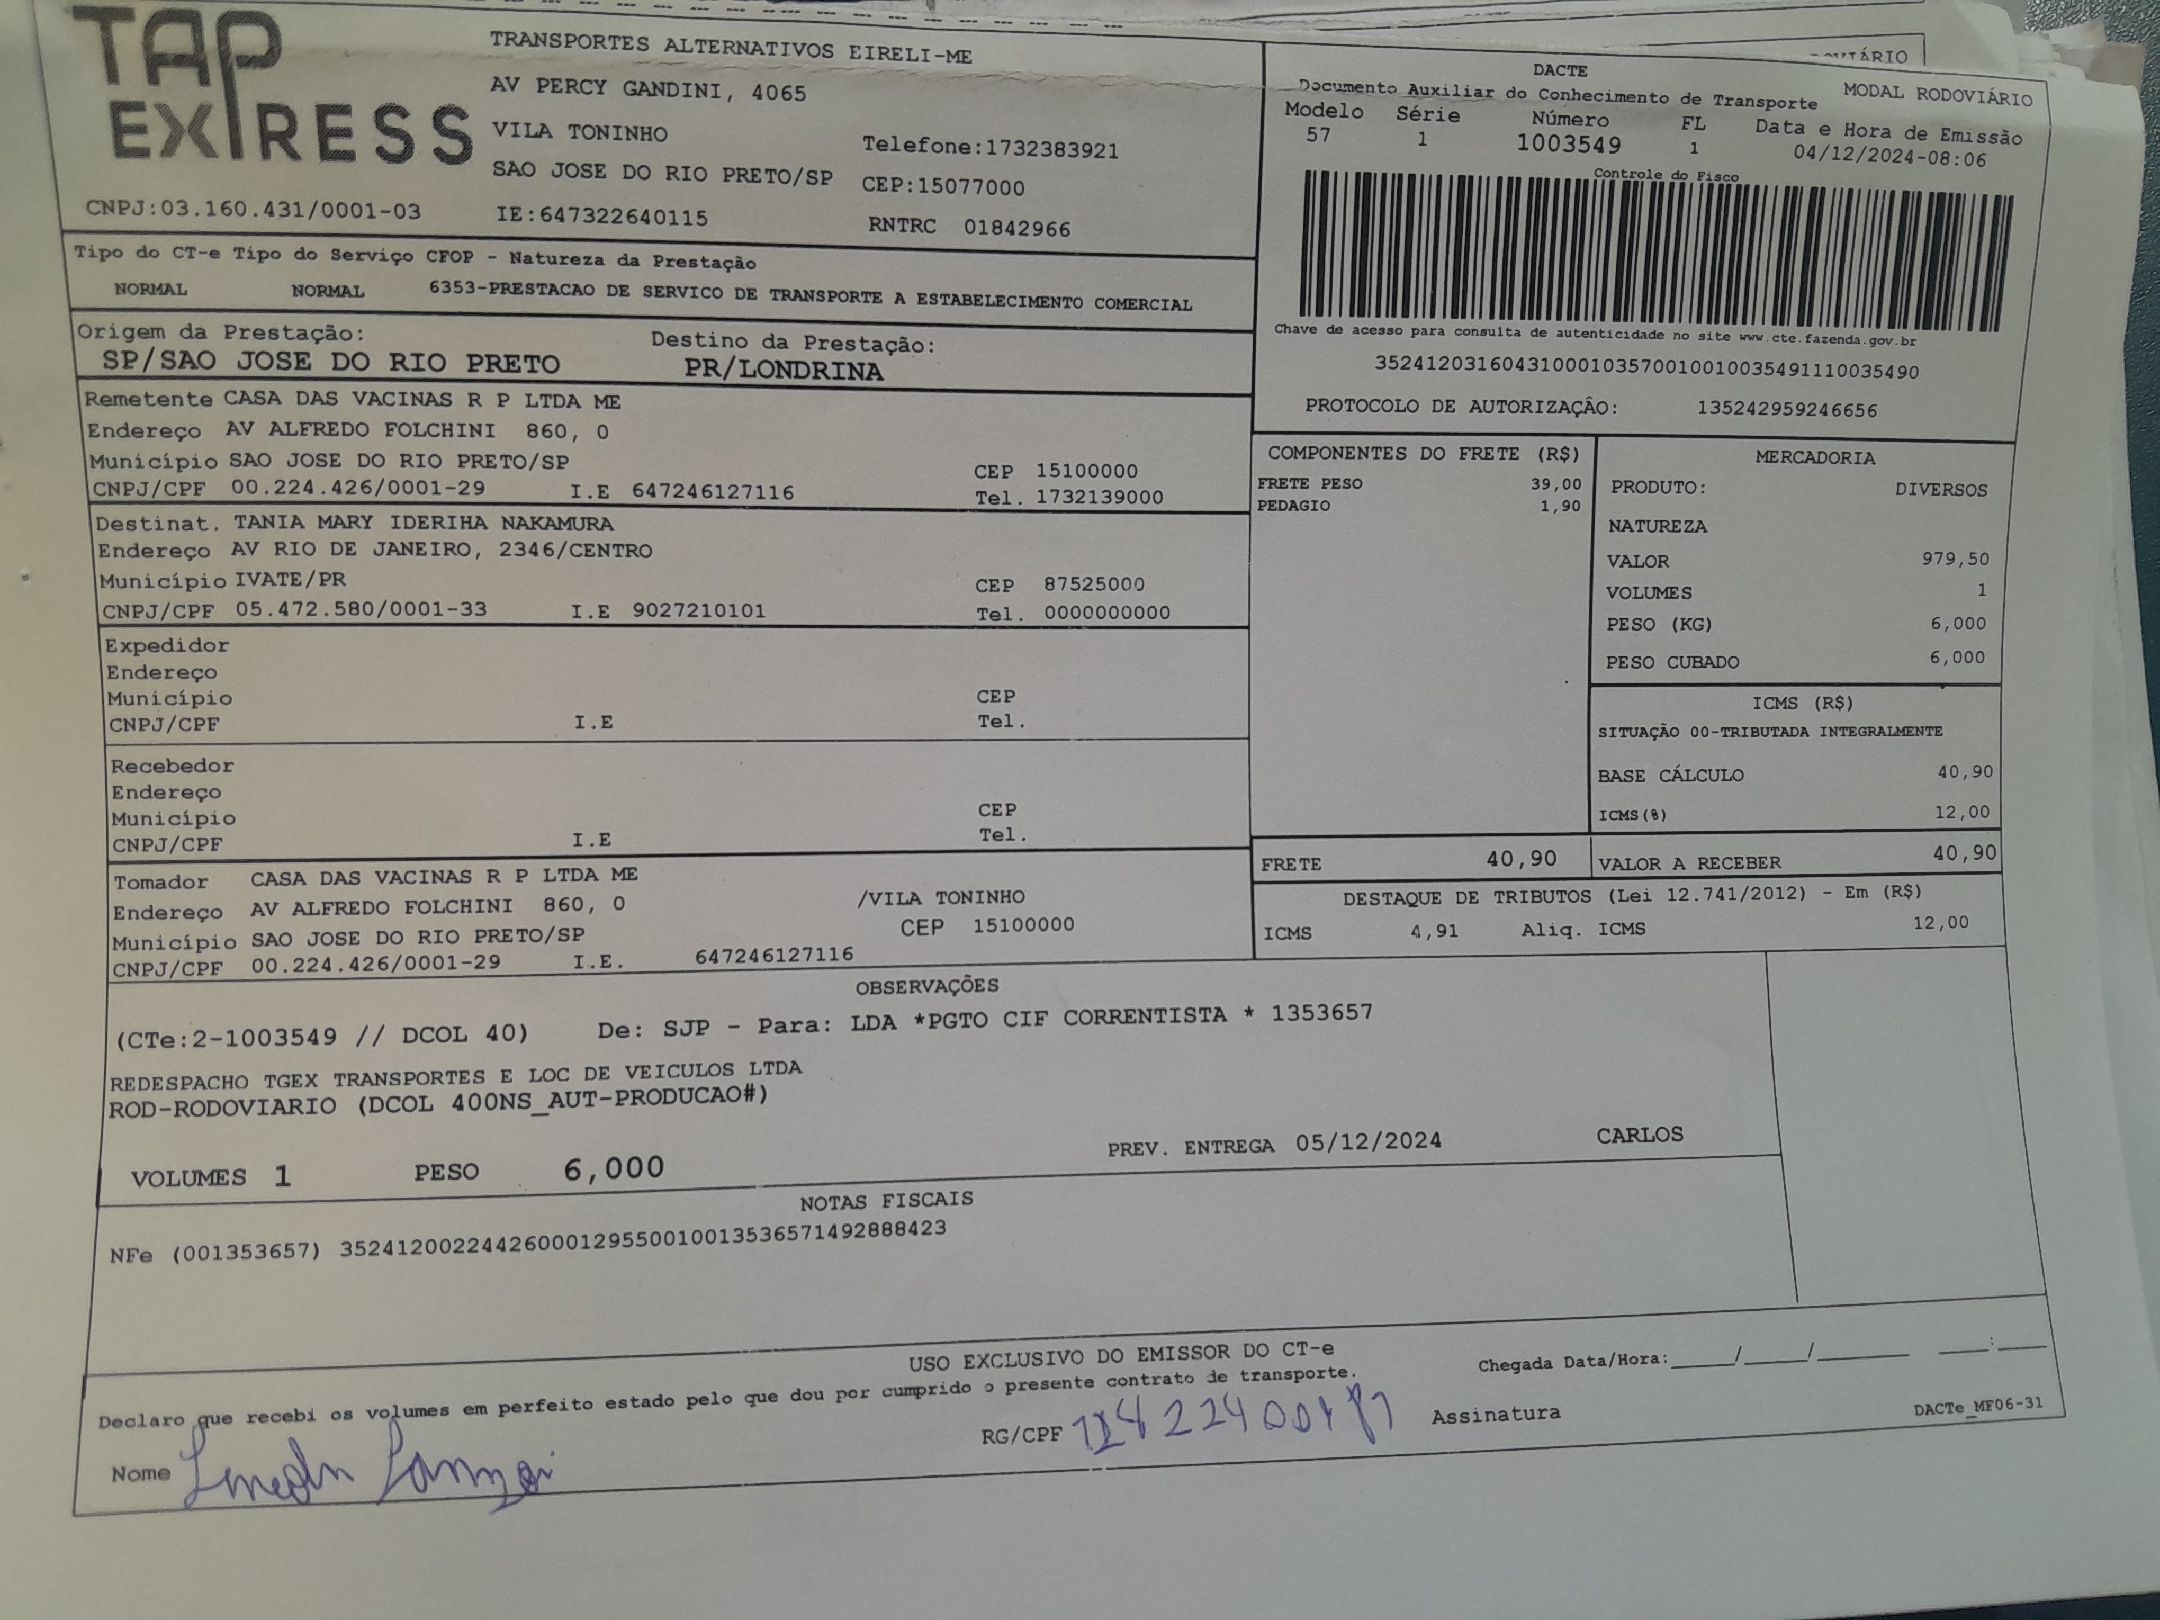 TAP
EXPRESS
TRANSPORTES ALTERNATIVOS EIRELI-ME
AV PERCY GANDINI, 4065
VILA TONINHO
Telefone:1732383921
SAO JOSE DO RIO PRETO/SP CEP:15077000
CNPJ:03.160.431/0001-03 IE:647322640115 RNTRC 01842966
DACTE
Documento Auxiliar do Conhecimento de Transporte MODAL RODOVIÁRIO
Modelo Série Número FL Data e Hora de Emissão
57 1 1003549 1 04/12/2024-08:06
Controle do Fisco
Chave de acesso para consulta de autenticidade no site www.cte.fazenda.gov.br
35241203160431000103570010010035491110035490
PROTOCOLO DE AUTORIZAÇÂO: 135242959246656
Tipo do CT-e Tipo do Serviço CFOP - Natureza da Prestação
NORMAL NORMAL 6353-PRESTACAO DE SERVICO DE TRANSPORTE A ESTABELECIMENTO COMERCIAL
Origem da Prestação: Destino da Prestação:
SP/SAO JOSE DO RIO PRETO PR/LONDRINA
Remetente CASA DAS VACINAS R P LTDA ME
Endereço AV ALFREDO FOLCHINI 860, 0
Município SAO JOSE DO RIO PRETO/SP CEP 15100000
CNPJ/CPF 00.224.426/0001-29 I.E 647246127116 Tel. 1732139000
Destinat. TANIA MARY IDERIHA NAKAMURA
Endereço AV RIO DE JANEIRO, 2346/CENTRO
Município IVATE/PR CEP 87525000
CNPJ/CPF 05.472.580/0001-33 I.E 9027210101 Tel. 0000000000
Expedidor
Endereço
Município CEP
CNPJ/CPF I.E Tel.
Recebedor
Endereço
Município CEP
CNPJ/CPF I.E Tel.
Tomador CASA DAS VACINAS R P LTDA ME
Endereço AV ALFREDO FOLCHINI 860, 0 /VILA TONINHO
Município SAO JOSE DO RIO PRETO/SP CEP 15100000
CNPJ/CPF 00.224.426/0001-29 I.E. 647246127116
COMPONENTES DO FRETE (R$)
FRETE PESO 39,00
PEDAGIO 1,90
MERCADORIA
PRODUTO: DIVERSOS
NATUREZA
VALOR 979,50
VOLUMES 1
PESO (KG) 6,000
PESO CUBADO 6,000
ICMS (R$)
SITUAÇÃO 00-TRIBUTADA INTEGRALMENTE
BASE CÁLCULO 40,90
ICMS(%) 12,00
FRETE 40,90 VALOR A RECEBER 40,90
DESTAQUE DE TRIBUTOS (Lei 12.741/2012) - Em (R$)
ICMS 4,91 Aliq. ICMS 12,00
OBSERVAÇÕES
(CTe:2-1003549 // DCOL 40) De: SJP - Para: LDA *PGTO CIF CORRENTISTA * 1353657
REDESPACHO TGEX TRANSPORTES E LOC DE VEICULOS LTDA
ROD-RODOVIARIO (DCOL 400NS_AUT-PRODUCAO#)
VOLUMES 1 PESO 6,000 PREV. ENTREGA 05/12/2024 CARLOS
NOTAS FISCAIS
NFe (001353657) 35241200224426000129550010013536571492888423
USO EXCLUSIVO DO EMISSOR DO CT-e
Declaro que recebi os volumes em perfeito estado pelo que dou por cumprido o presente contrato de transporte. Chegada Data/Hora:____/____/______ ___:___
Nome RG/CPF Assinatura
DACTe_MF06-31